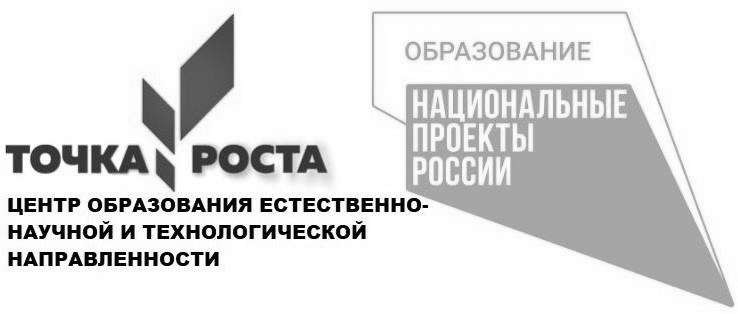 ТОЧКА РОСТА
ЦЕНТР ОБРАЗОВАНИЯ ЕСТЕСТВЕННО-
НАУЧНОЙ И ТЕХНОЛОГИЧЕСКОЙ
НАПРАВЛЕННОСТИ
ОБРАЗОВАНИЕ
НАЦИОНАЛЬНЫЕ
ПРОЕКТЫ
РОССИИ